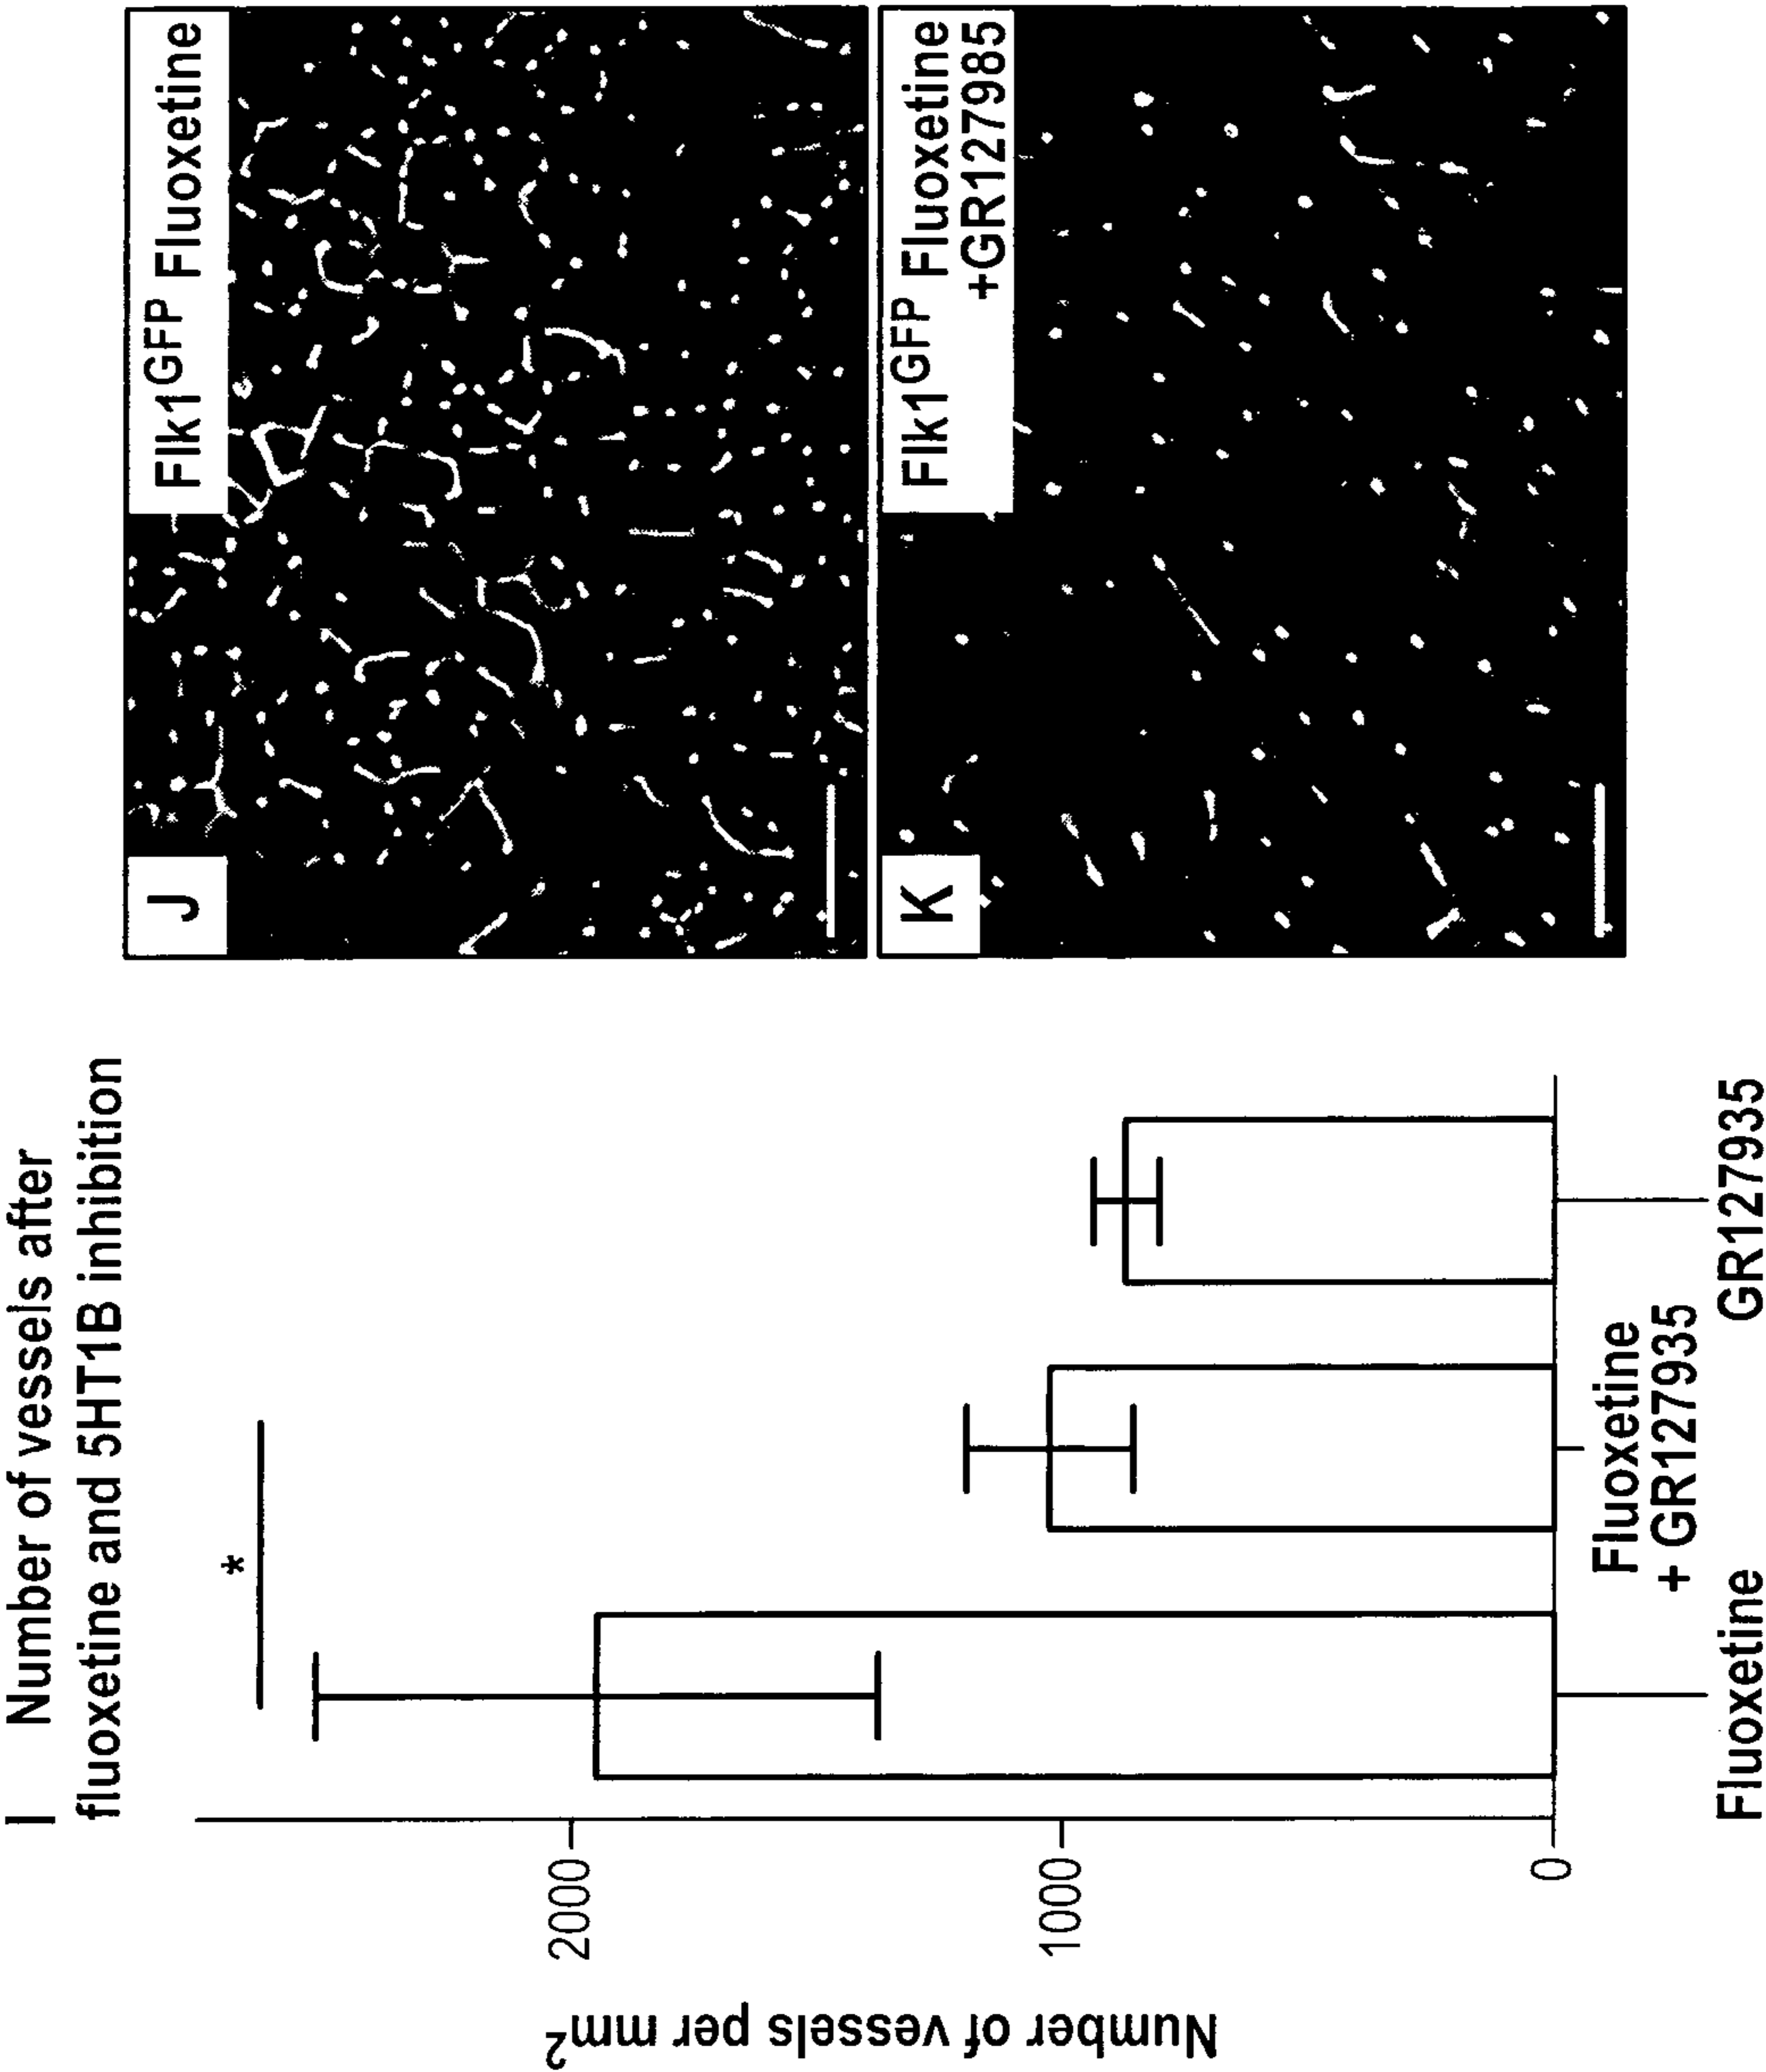 I Number of vessels after
fluoxetine and 5HT1B inhibition
*
Number of vessels per mm²
2000
1000
0
Fluoxetine
Fluoxetine
+ GR127935
GR127935
J
Flk1GFP Fluoxetine
K
Flk1GFP Fluoxetine
+GR127985